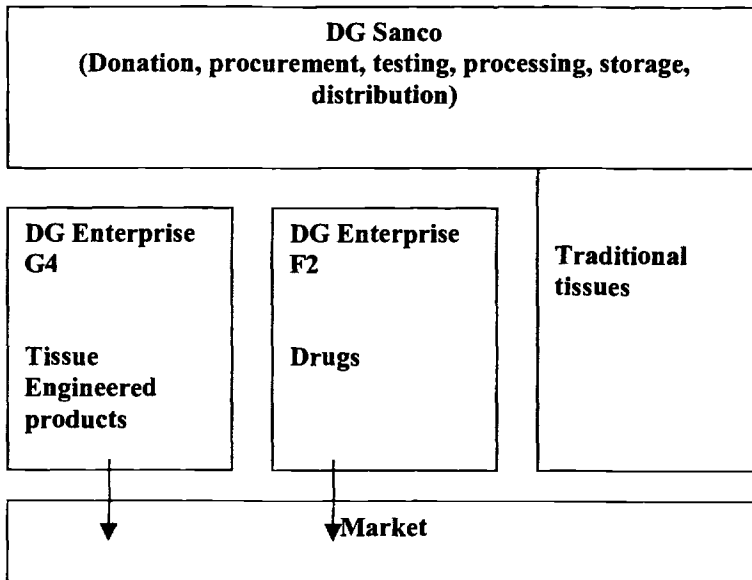 DG Sanco
(Donation, procurement, testing, processing, storage,
distribution)
DG Enterprise
G4
Tissue
Engineered
products
DG Enterprise
F2
Drugs
Traditional
tissues
Market